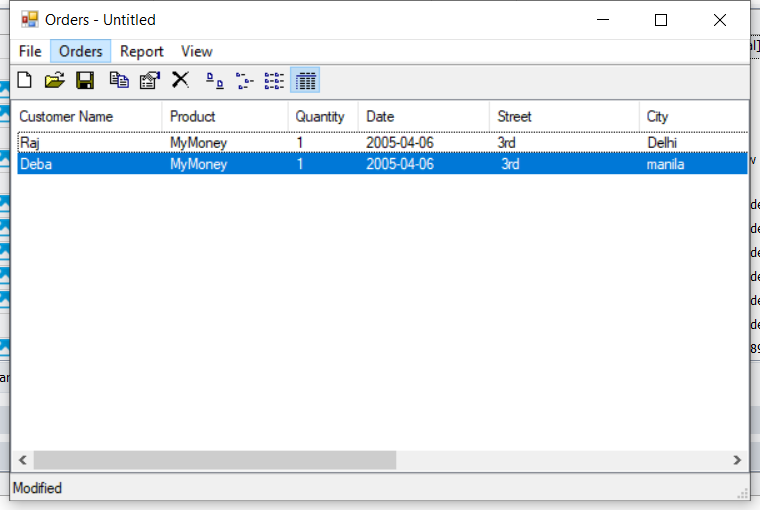 Orders - Untitled
File Orders Report View
Customer Name Product Quantity Date Street City
Raj MyMoney 1 2005-04-06 3rd Delhi
Deba MyMoney 1 2005-04-06 3rd manila
Modified